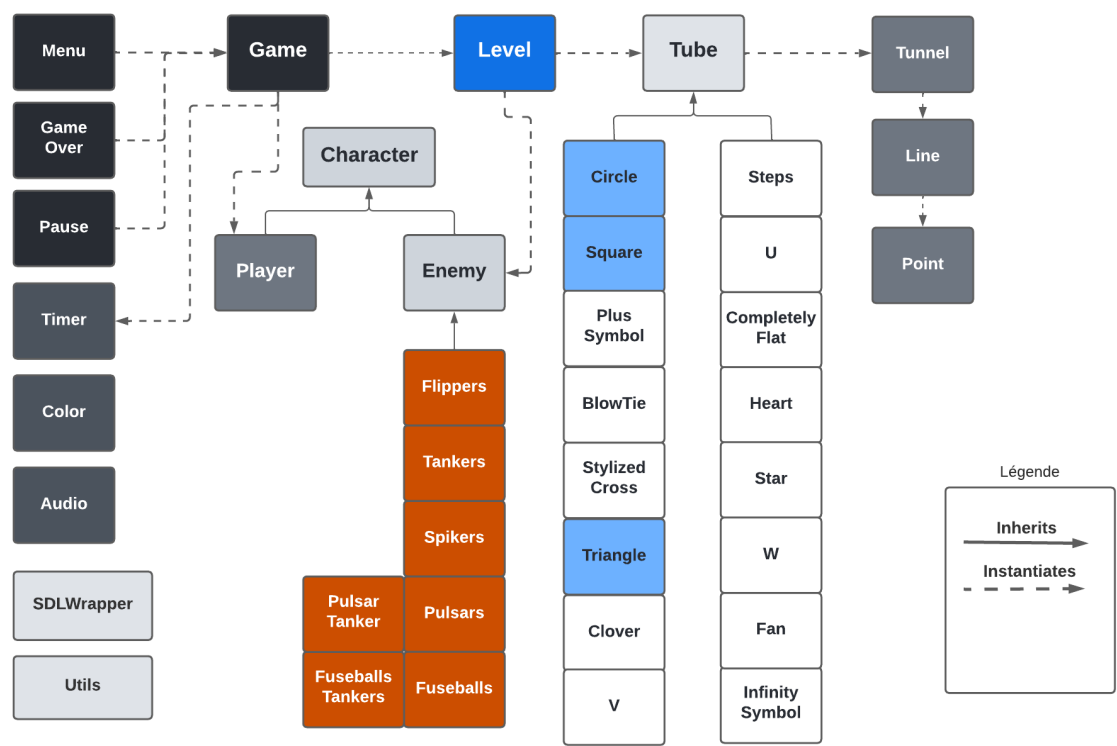 Menu
Game
Level
Tube
Tunnel
Game
Over
Character
Line
Pause
Circle
Steps
Player
Enemy
Square
U
Point
Timer
Plus
Symbol
Completely
Flat
Flippers
Color
BlowTie
Heart
Tankers
Audio
Stylized
Cross
Star
Légende
Spikers
Triangle
W
Inherits
Instantiates
SDLWrapper
Pulsar
Tanker
Pulsars
Clover
Fan
Utils
Fuseballs
Tankers
Fuseballs
V
Infinity
Symbol